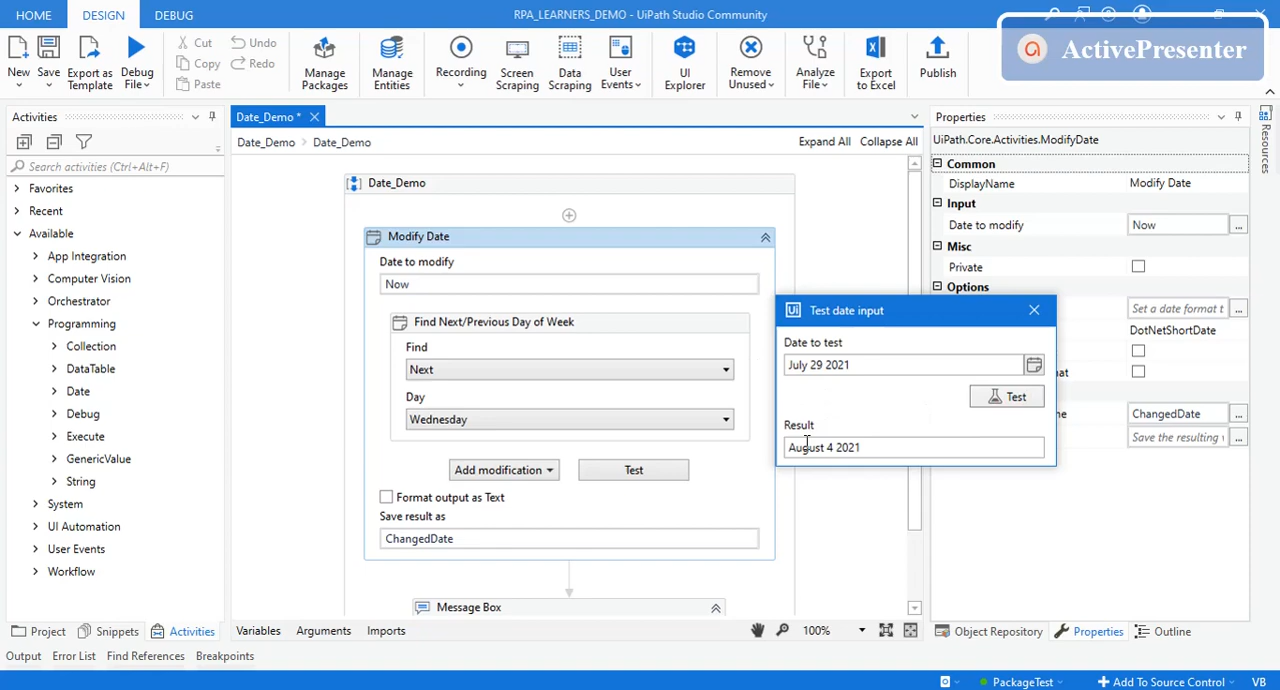 HOME
DESIGN
DEBUG
RPA_LEARNERS_DEMO - UiPath Studio Community
ActivePresenter
New
Save
Export as
Template
Debug
File
Cut
Copy
Paste
Undo
Redo
Manage
Packages
Manage
Entities
Recording
Screen
Scraping
Data
Scraping
User
Events
UI
Explorer
Remove
Unused
Analyze
File
Export
to Excel
Publish
Activities
Search activities (Ctrl+Alt+F)
Favorites
Recent
Available
App Integration
Computer Vision
Orchestrator
Programming
Collection
DataTable
Date
Debug
Execute
GenericValue
String
System
UI Automation
User Events
Workflow
Project
Snippets
Activities
Date_Demo *
Date_Demo > Date_Demo
Expand All
Collapse All
Date_Demo
Modify Date
Date to modify
Now
Find Next/Previous Day of Week
Find
Next
Day
Wednesday
Add modification
Test
Format output as Text
Save result as
ChangedDate
Message Box
Variables
Arguments
Imports
100%
Test date input
Date to test
July 29 2021
Test
Result
August 4 2021
Properties
UiPath.Core.Activities.ModifyDate
Common
DisplayName
Modify Date
Input
Date to modify
Now
...
Misc
Private
Options
Set a date format t
...
DotNetShortDate
ChangedDate
...
Save the resulting
...
Resources
Object Repository
Properties
Outline
Output
Error List
Find References
Breakpoints
PackageTest
Add To Source Control
VB